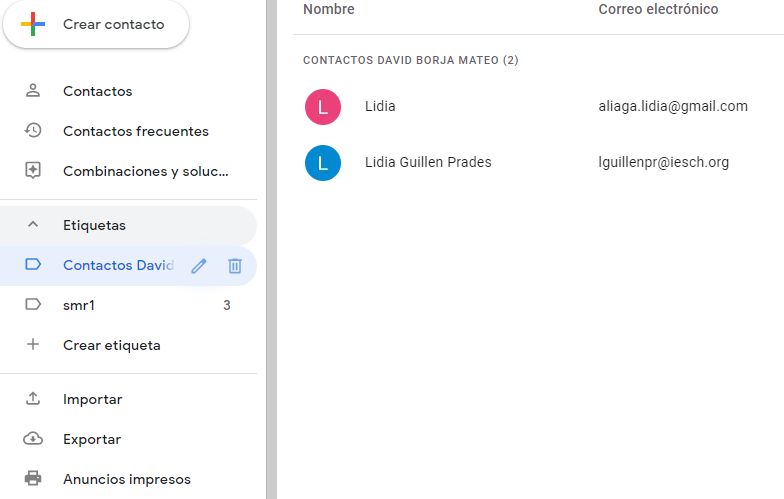 Crear contacto
Contactos
Contactos frecuentes
Combinaciones y soluc...
Etiquetas
Contactos David
smr1 3
Crear etiqueta
Importar
Exportar
Anuncios impresos
Nombre Correo electrónico
CONTACTOS DAVID BORJA MATEO (2)
L Lidia aliaga.lidia@gmail.com
L Lidia Guillen Prades lguillenpr@iesch.org